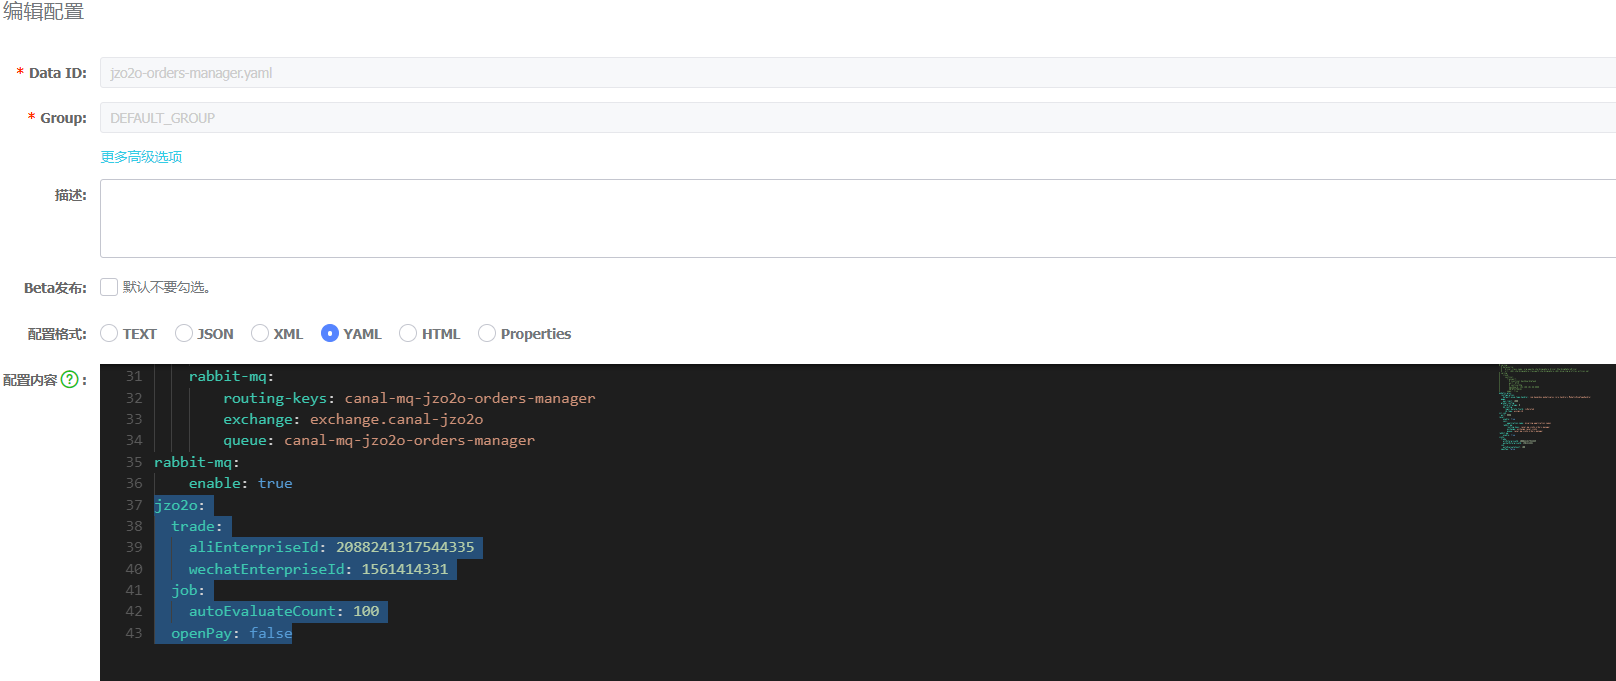 编辑配置
* Data ID: jzo2o-orders-manager.yaml
* Group: DEFAULT_GROUP
更多高级选项
描述:
Beta发布: 默认不要勾选。
配置格式: TEXT JSON XML YAML HTML Properties
配置内容 ? :
31 rabbit-mq:
32 routing-keys: canal-mq-jzo2o-orders-manager
33 exchange: exchange.canal-jzo2o
34 queue: canal-mq-jzo2o-orders-manager
35 rabbit-mq:
36 enable: true
37 jzo2o:
38 trade:
39 aliEnterpriseId: 2088241317544335
40 wechatEnterpriseId: 1561414331
41 job:
42 autoEvaluateCount: 100
43 openPay: false